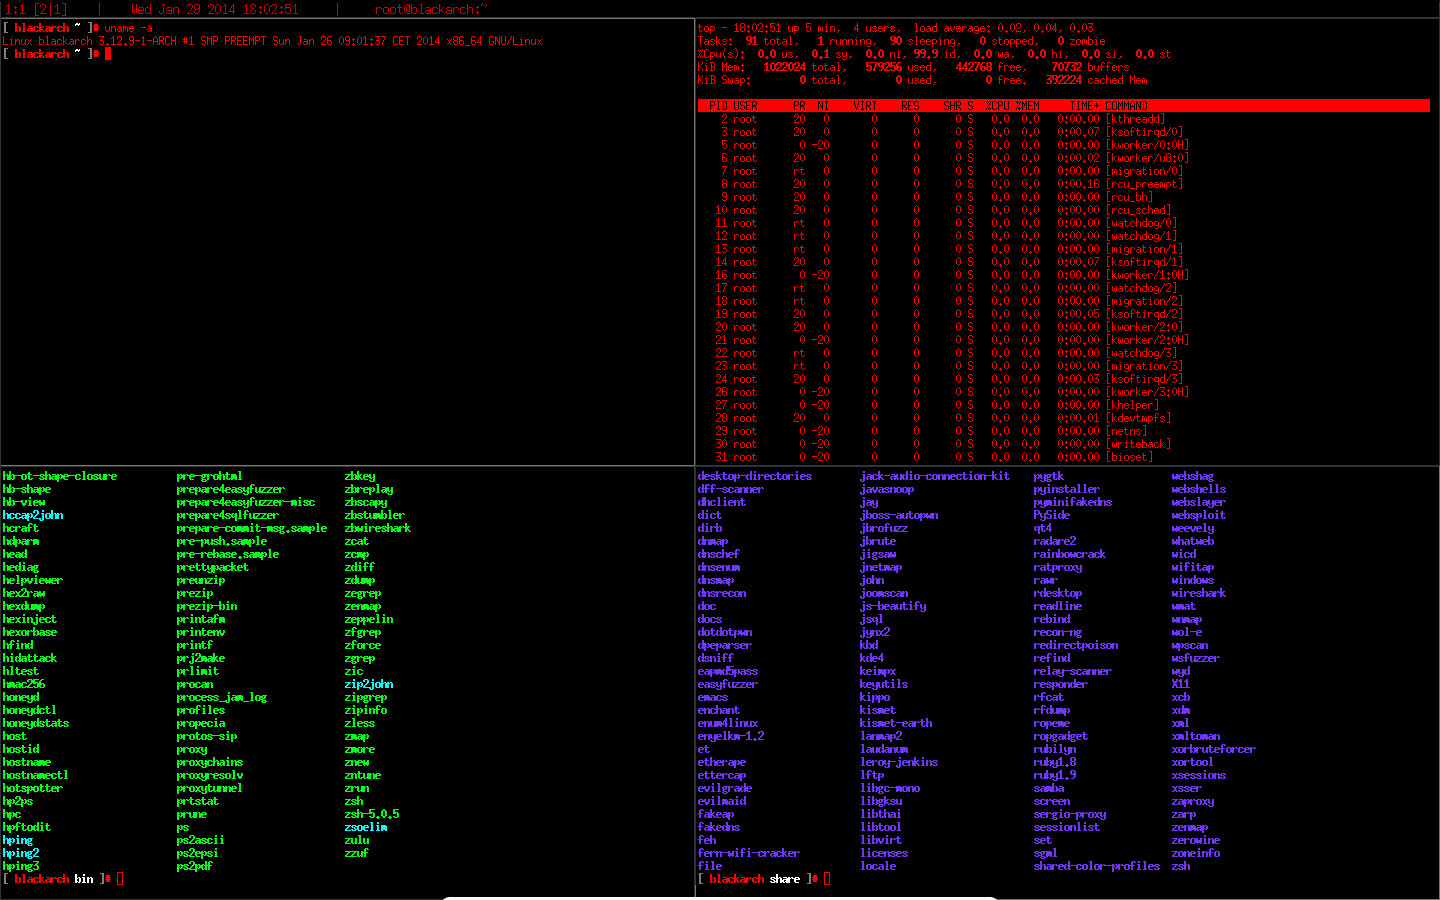 1:1 [2|1]    |    Wed Jan 29 2014 18:02:51    |    root@blackarch:~
[ blackarch ~ ]# uname -a
Linux blackarch 3.12.9-1-ARCH #1 SMP PREEMPT Sun Jan 26 09:01:37 CET 2014 x86_64 GNU/Linux
[ blackarch ~ ]#
top - 18:02:51 up 5 min,  4 users,  load average: 0.02, 0.04, 0.03
Tasks:  91 total,   1 running,  90 sleeping,   0 stopped,   0 zombie
%Cpu(s):  0.0 us,  0.1 sy,  0.0 ni, 99.9 id,  0.0 wa,  0.0 hi,  0.0 si,  0.0 st
KiB Mem:   1022024 total,   579256 used,   442768 free,    70732 buffers
KiB Swap:        0 total,        0 used,        0 free.   392224 cached Mem
PID USER      PR  NI    VIRT    RES    SHR S  %CPU %MEM     TIME+ COMMAND
2 root      20   0       0      0      0 S   0.0  0.0   0:00.00 [kthreadd]
3 root      20   0       0      0      0 S   0.0  0.0   0:00.07 [ksoftirqd/0]
5 root       0 -20       0      0      0 S   0.0  0.0   0:00.00 [kworker/0:0H]
6 root      20   0       0      0      0 S   0.0  0.0   0:00.02 [kworker/u8:0]
7 root      rt   0       0      0      0 S   0.0  0.0   0:00.00 [migration/0]
8 root      20   0       0      0      0 S   0.0  0.0   0:00.16 [rcu_preempt]
9 root      20   0       0      0      0 S   0.0  0.0   0:00.00 [rcu_bh]
10 root      20   0       0      0      0 S   0.0  0.0   0:00.00 [rcu_sched]
11 root      rt   0       0      0      0 S   0.0  0.0   0:00.00 [watchdog/0]
12 root      rt   0       0      0      0 S   0.0  0.0   0:00.00 [watchdog/1]
13 root      rt   0       0      0      0 S   0.0  0.0   0:00.00 [migration/1]
14 root      20   0       0      0      0 S   0.0  0.0   0:00.07 [ksoftirqd/1]
16 root       0 -20       0      0      0 S   0.0  0.0   0:00.00 [kworker/1:0H]
17 root      rt   0       0      0      0 S   0.0  0.0   0:00.00 [watchdog/2]
18 root      rt   0       0      0      0 S   0.0  0.0   0:00.00 [migration/2]
19 root      20   0       0      0      0 S   0.0  0.0   0:00.05 [ksoftirqd/2]
20 root      20   0       0      0      0 S   0.0  0.0   0:00.00 [kworker/2:0]
21 root       0 -20       0      0      0 S   0.0  0.0   0:00.00 [kworker/2:0H]
22 root      rt   0       0      0      0 S   0.0  0.0   0:00.00 [watchdog/3]
23 root      rt   0       0      0      0 S   0.0  0.0   0:00.00 [migration/3]
24 root      20   0       0      0      0 S   0.0  0.0   0:00.03 [ksoftirqd/3]
26 root       0 -20       0      0      0 S   0.0  0.0   0:00.00 [kworker/3:0H]
27 root       0 -20       0      0      0 S   0.0  0.0   0:00.00 [khelper]
28 root      20   0       0      0      0 S   0.0  0.0   0:00.01 [kdevtmpfs]
29 root       0 -20       0      0      0 S   0.0  0.0   0:00.00 [netns]
30 root       0 -20       0      0      0 S   0.0  0.0   0:00.00 [writeback]
31 root       0 -20       0      0      0 S   0.0  0.0   0:00.00 [bioset]
hb-ot-shape-closure pre-grohtml zbkey
hb-shape prepare4easyfuzzer zbreplay
hb-view prepare4easyfuzzer-misc zbscapy
hccap2john prepare4sqlfuzzer zbstumbler
hcraft prepare-commit-msg.sample zbwireshark
hdparm pre-push.sample zcat
head pre-rebase.sample zcmp
hediag prettypacket zdiff
helpviewer preunzip zdump
hex2raw prezip zegrep
hexdump prezip-bin zenmap
hexinject printafm zeppelin
hexorbase printenv zfgrep
hfind printf zforce
hidattack prj2make zgrep
hltest prlimit zic
hmac256 procan zip2john
honeyd process_jam_log zipgrep
honeydctl profiles zipinfo
honeydstats propecia zless
host protos-sip zmap
hostid proxy zmore
hostname proxychains znew
hostnamectl proxyresolv zntune
hotspotter proxytunnel zrun
hp2ps prtstat zsh
hpc prune zsh-5.0.5
hpftodit ps zsoelim
hping ps2ascii zulu
hping2 ps2epsi zzuf
hping3 ps2pdf
[ blackarch bin ]#
desktop-directories jack-audio-connection-kit pygtk webshag
dff-scanner javasnoop pyinstaller webshells
dhclient jay pyminifakedns webslayer
dict jboss-autopwn PySide websploit
dirb jbrofuzz qt4 weevely
dnmap jbrute radare2 whatweb
dnschef jigsaw rainbowcrack wicd
dnsenum jnetmap ratproxy wifitap
dnsmap john rawr windows
dnsrecon joomscan rdesktop wireshark
doc js-beautify readline wmat
docs jsql rebind wnmap
dotdotpwn jynx2 recon-ng wol-e
dpeparser kbd redirectpoison wpscan
dsniff kde4 refind wsfuzzer
eapmd5pass keimpx relay-scanner wyd
easyfuzzer keyutils responder X11
emacs kippo rfcat xcb
enchant kismet rfdump xdm
enum4linux kismet-earth ropeme xml
enyelkm-1.2 lanmap2 ropgadget xmltoman
et laudanum rubilyn xorbruteforcer
etherape leroy-jenkins ruby1.8 xortool
ettercap lftp ruby1.9 xsessions
evilgrade libgc-mono samba xsser
evilmaid libgksu screen zaproxy
fakeap libthai sergio-proxy zarp
fakedns libtool sessionlist zenmap
feh libvirt set zerowine
fern-wifi-cracker licenses sgml zoneinfo
file locale shared-color-profiles zsh
[ blackarch share ]#